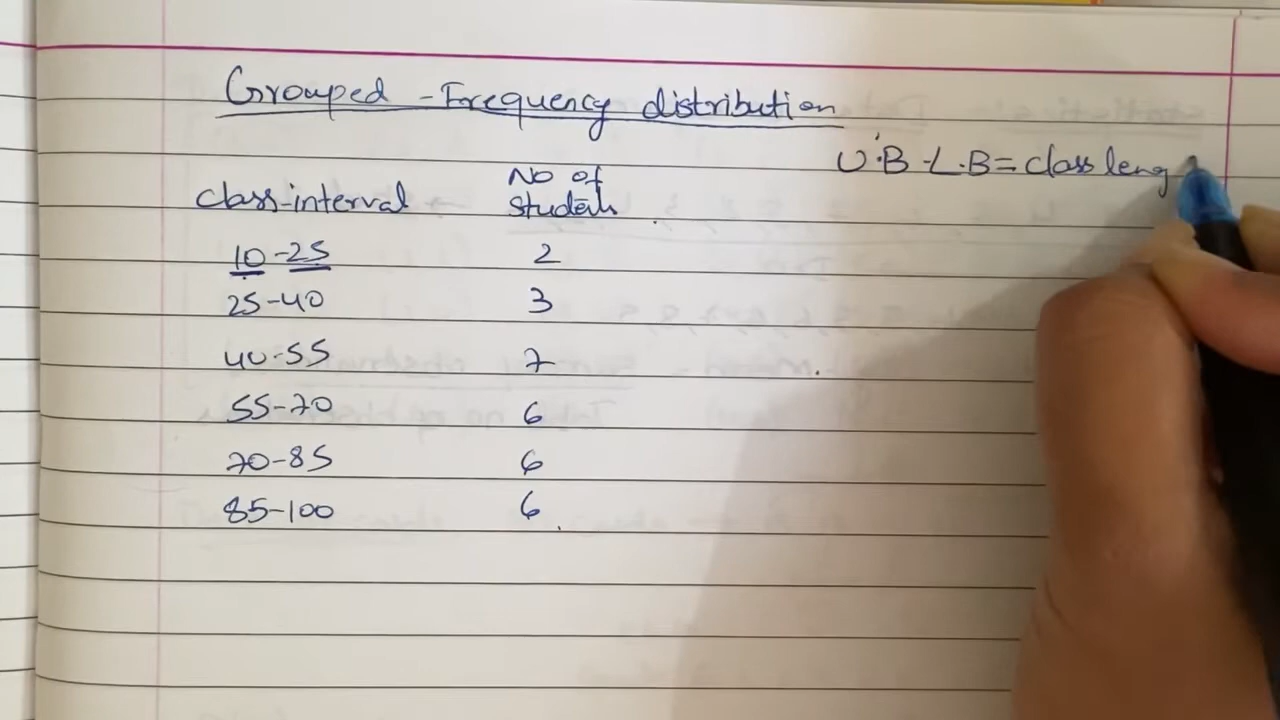 Grouped - Frequency distribution
U.B - L.B = class leng
class-interval No of Students
10-25 2
25-40 3
40-55 7
55-70 6
70-85 6
85-100 6